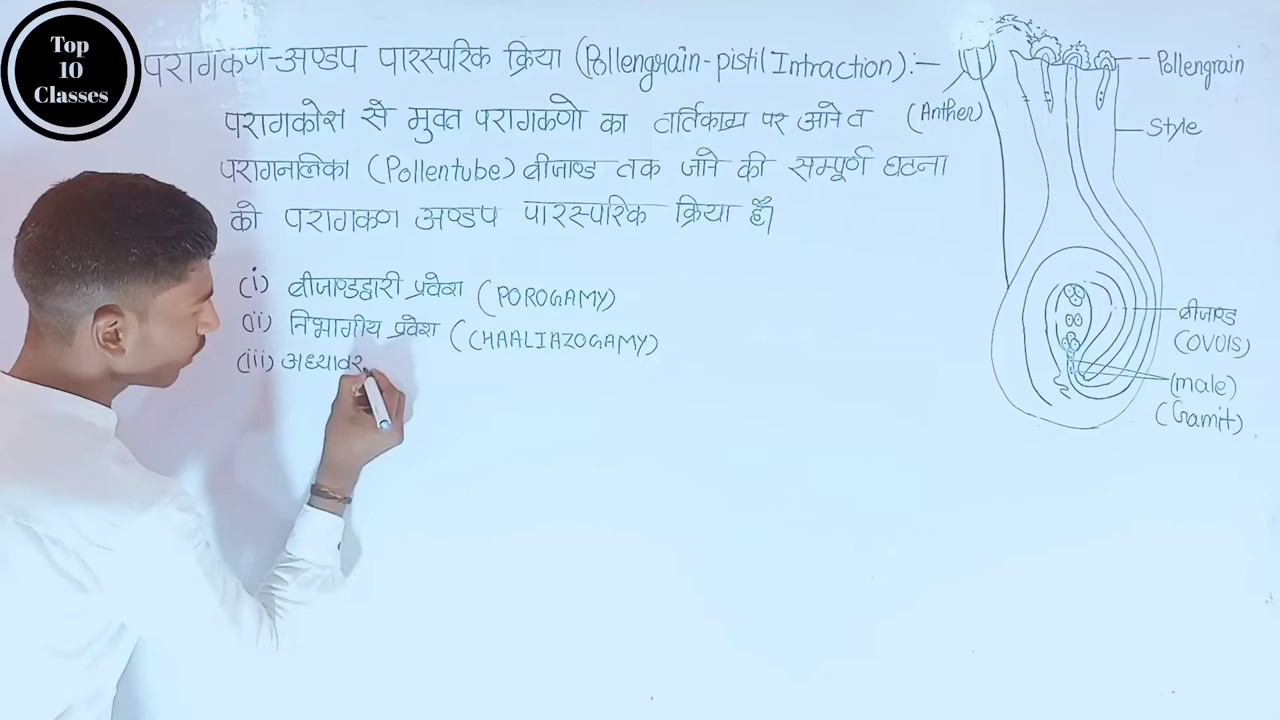 Top
10
Classes
परागकण-अण्डप पारस्परिक क्रिया (Pollengrain-pistil Intraction):-
परागकोश से मुक्त परागकणो का वर्तिकाग्र पर आने व
परागनालिका (Pollentube) बीजाण्ड तक जाने की सम्पूर्ण घटना
को परागकण अण्डप पारस्परिक क्रिया है।
(i) बीजाण्डद्वारी प्रवेश (POROGAMY)
(ii) निभागीय प्रवेश (CHAALIAZOGAMY)
(iii) अध्यावर
Pollengrain
(Anther)
Style
बीजाण्ड
(OVUls)
(male)
(Gamit)